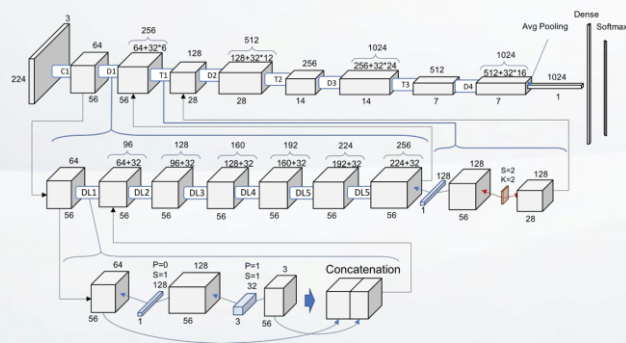 Dense
Softmax
Avg Pooling
3
64
256
64+32*6
128
512
128+32*12
256
1024
256+32*24
512
1024
512+32*16
1024
224
C1
D1
T1
D2
T2
D3
T3
D4
56
56
28
28
14
14
7
7
1
64
96
64+32
128
96+32
160
128+32
192
160+32
224
192+32
256
224+32
128
128
S=2
K=2
128
DL1
DL2
DL3
DL4
DL5
DL5
56
56
56
56
56
56
56
1
56
28
64
P=0
S=1
128
128
P=1
S=1
32
3
Concatenation
56
1
56
3
56